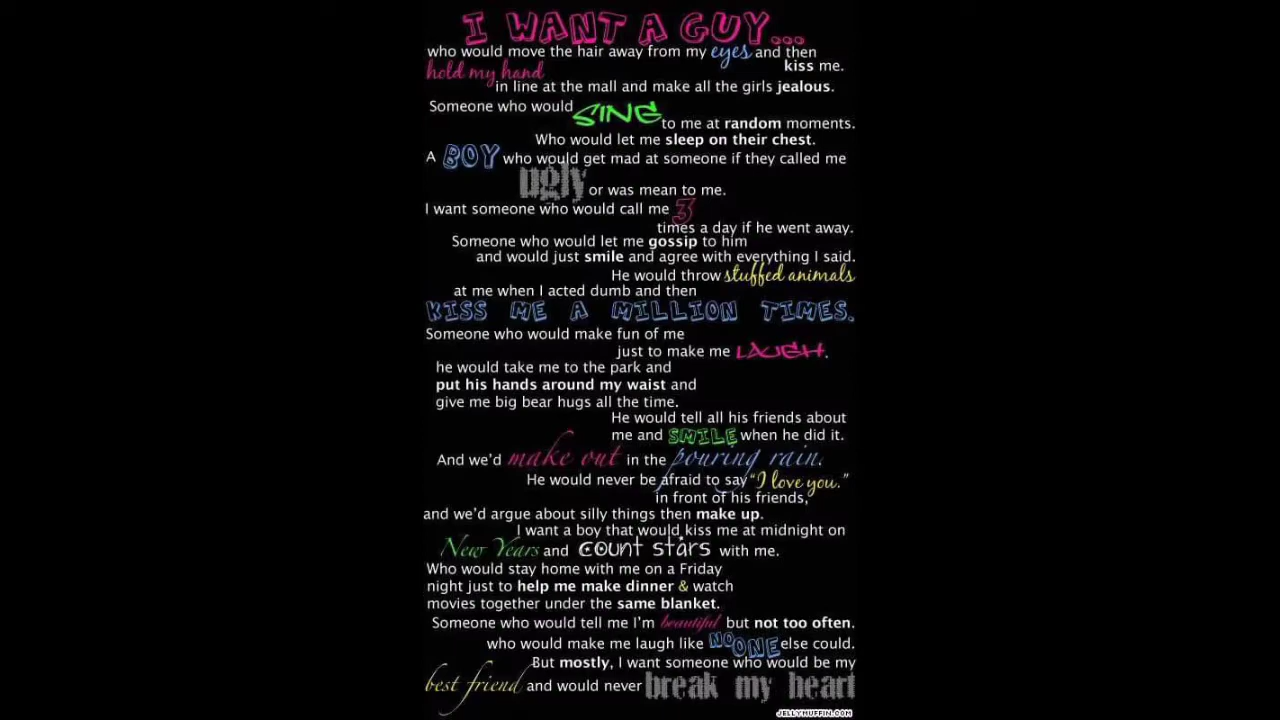 I WANT A GUY...
who would move the hair away from my eyes and then
kiss me.
hold my hand
in line at the mall and make all the girls jealous.
Someone who would SING
to me at random moments.
Who would let me sleep on their chest.
A BOY who would get mad at someone if they called me
ugly or was mean to me.
I want someone who would call me 3
times a day if he went away.
Someone who would let me gossip to him
and would just smile and agree with everything I said.
He would throw stuffed animals
at me when I acted dumb and then
KISS ME A MILLION TIMES.
Someone who would make fun of me
just to make me LAUGH.
he would take me to the park and
put his hands around my waist and
give me big bear hugs all the time.
He would tell all his friends about
me and SMILE when he did it.
And we'd make out in the pouring rain.
He would never be afraid to say "I love you."
in front of his friends,
and we'd argue about silly things then make up.
I want a boy that would kiss me at midnight on
New Years and count stars with me.
Who would stay home with me on a Friday
night just to help me make dinner & watch
movies together under the same blanket.
Someone who would tell me I'm beautiful but not too often.
who would make me laugh like NO ONE else could.
But mostly, I want someone who would be my
best friend and would never break my heart
JELLYMUFFIN.COM